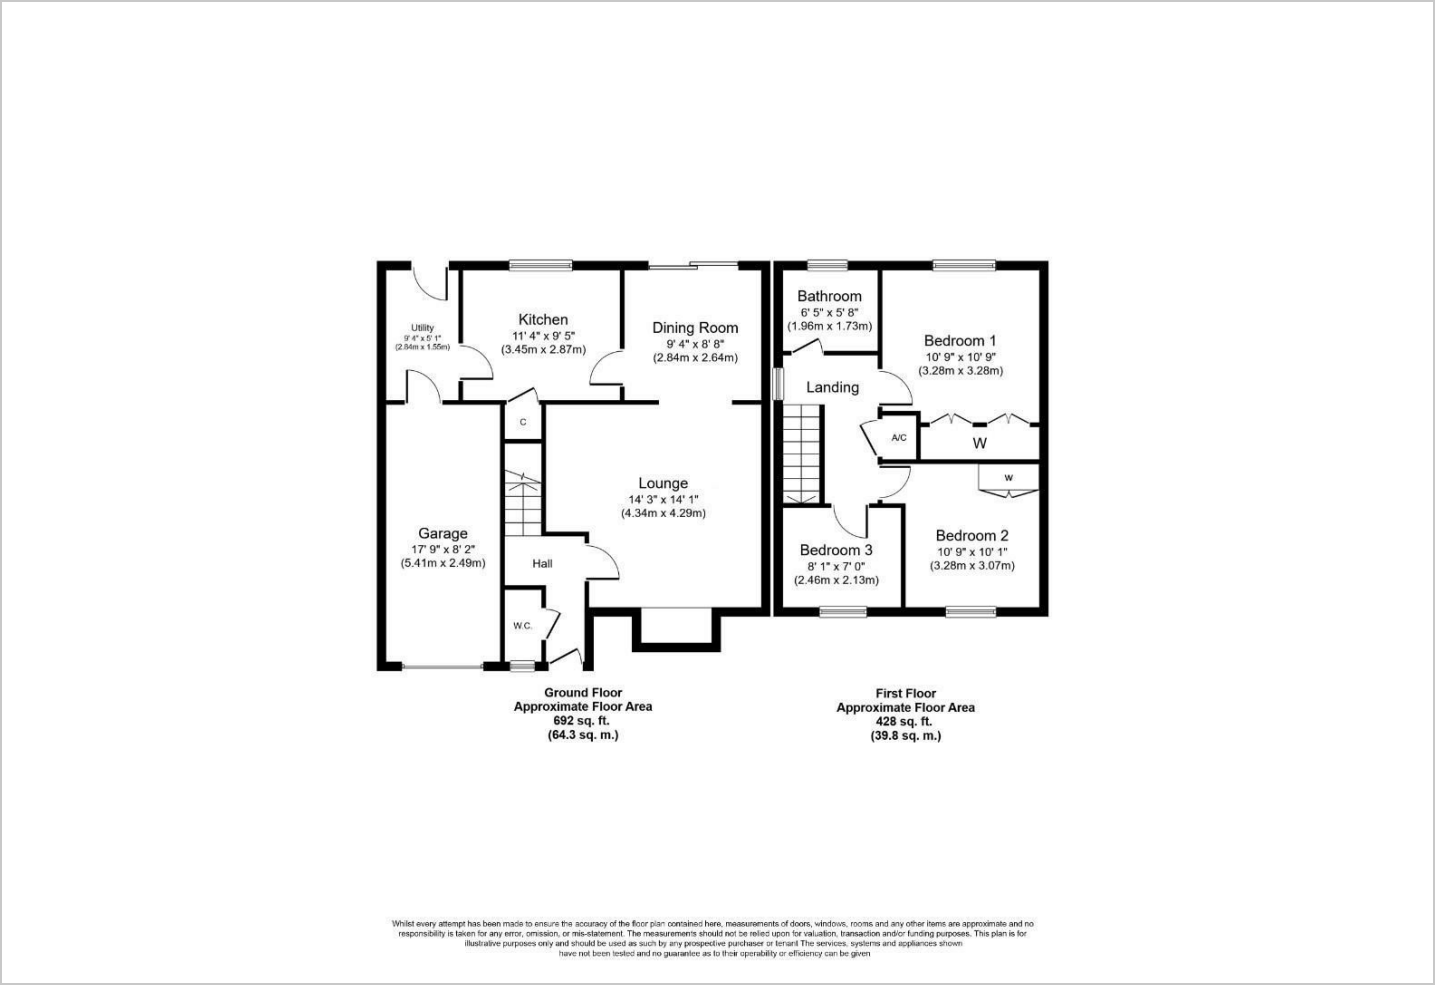 Utility
9' 4" x 5' 1"
(2.84m x 1.55m)
Kitchen
11' 4" x 9' 5"
(3.45m x 2.87m)
Dining Room
9' 4" x 8' 8"
(2.84m x 2.64m)
C
Lounge
14' 3" x 14' 1"
(4.34m x 4.29m)
Garage
17' 9" x 8' 2"
(5.41m x 2.49m)
Hall
W.C.
Ground Floor
Approximate Floor Area
692 sq. ft.
(64.3 sq. m.)
Bathroom
6' 5" x 5' 8"
(1.96m x 1.73m)
Bedroom 1
10' 9" x 10' 9"
(3.28m x 3.28m)
Landing
A/C
W
W
Bedroom 2
10' 9" x 10' 1"
(3.28m x 3.07m)
Bedroom 3
8' 1" x 7' 0"
(2.46m x 2.13m)
First Floor
Approximate Floor Area
428 sq. ft.
(39.8 sq. m.)
Whilst every attempt has been made to ensure the accuracy of the floor plan contained here, measurements of doors, windows, rooms and any other items are approximate and no
responsibility is taken for any error, omission, or mis-statement. The measurements should not be relied upon for valuation, transaction and/or funding purposes. This plan is for
illustrative purposes only and should be used as such by any prospective purchaser or tenant The services, systems and appliances shown
have not been tested and no guarantee as to their operability or efficiency can be given